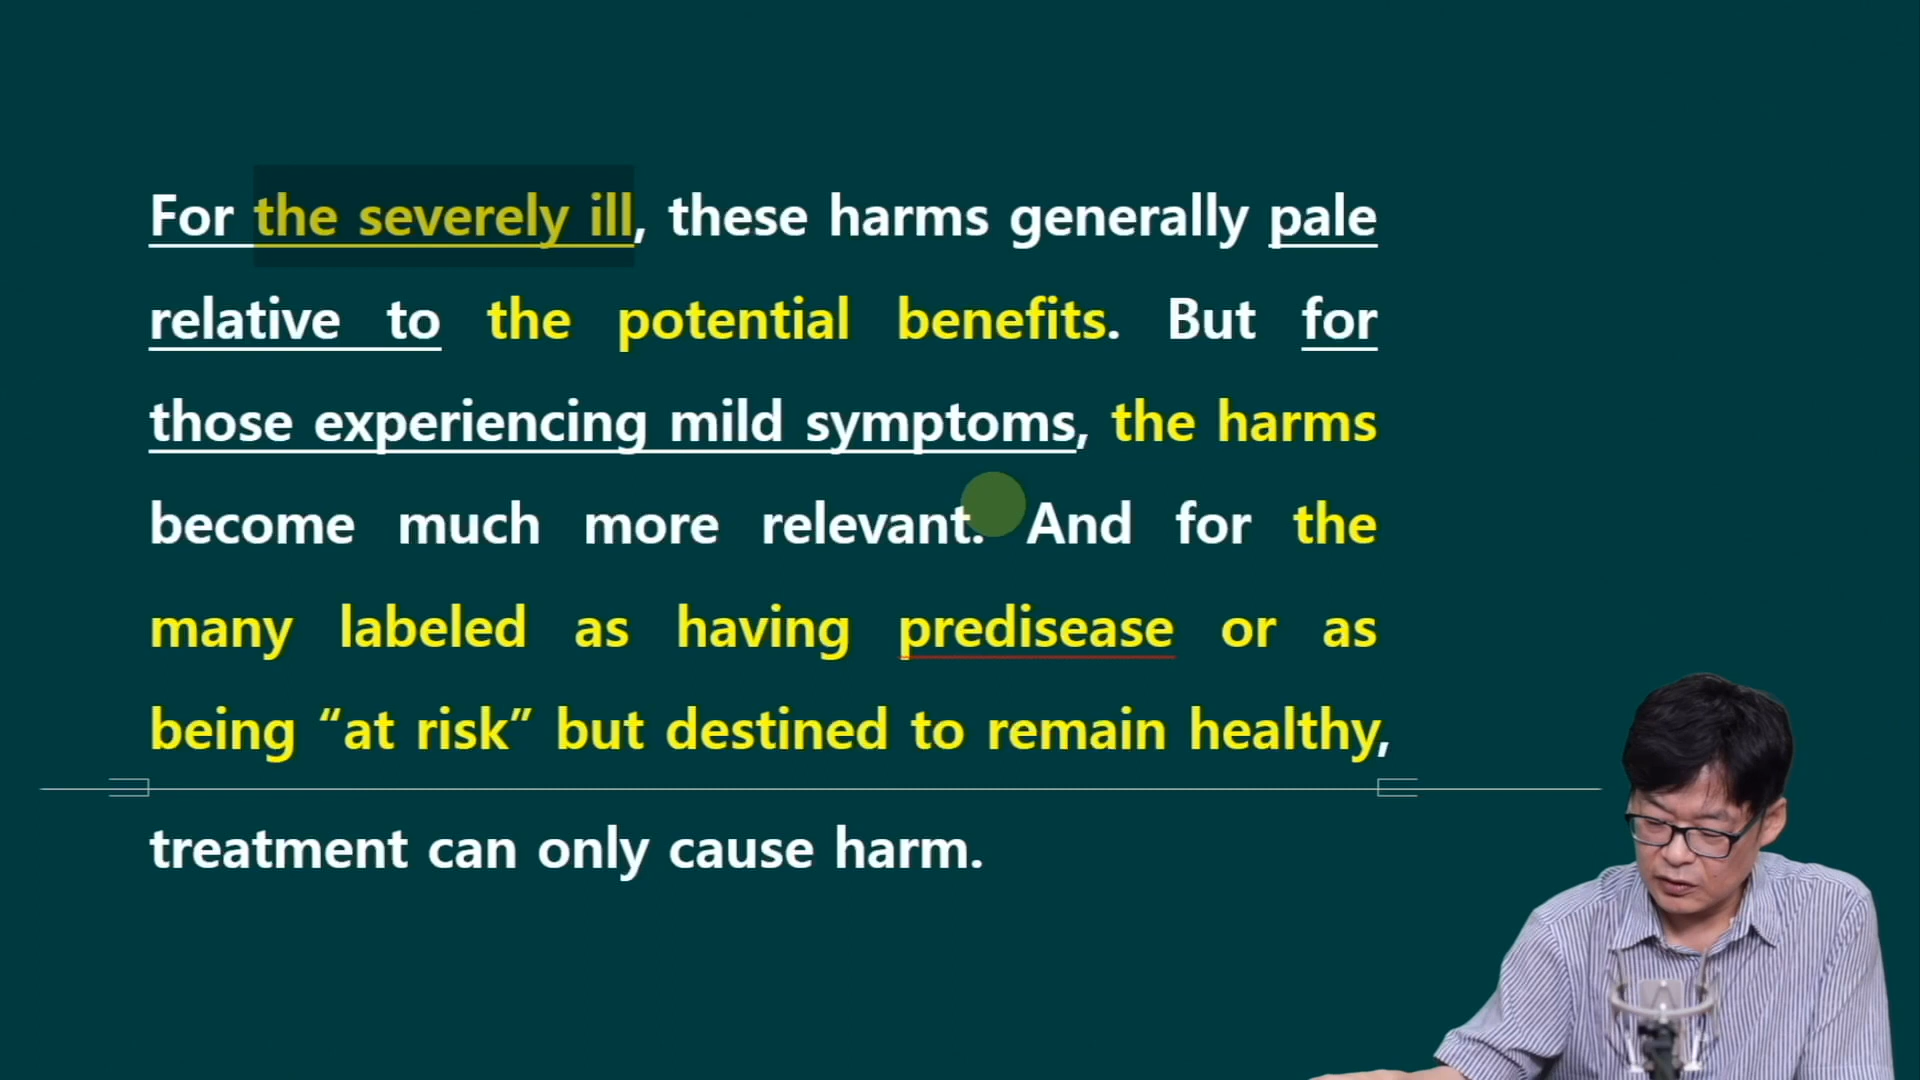 For the severely ill, these harms generally pale
relative to the potential benefits. But for
those experiencing mild symptoms, the harms
become much more relevant. And for the
many labeled as having predisease or as
being “at risk” but destined to remain healthy,
treatment can only cause harm.